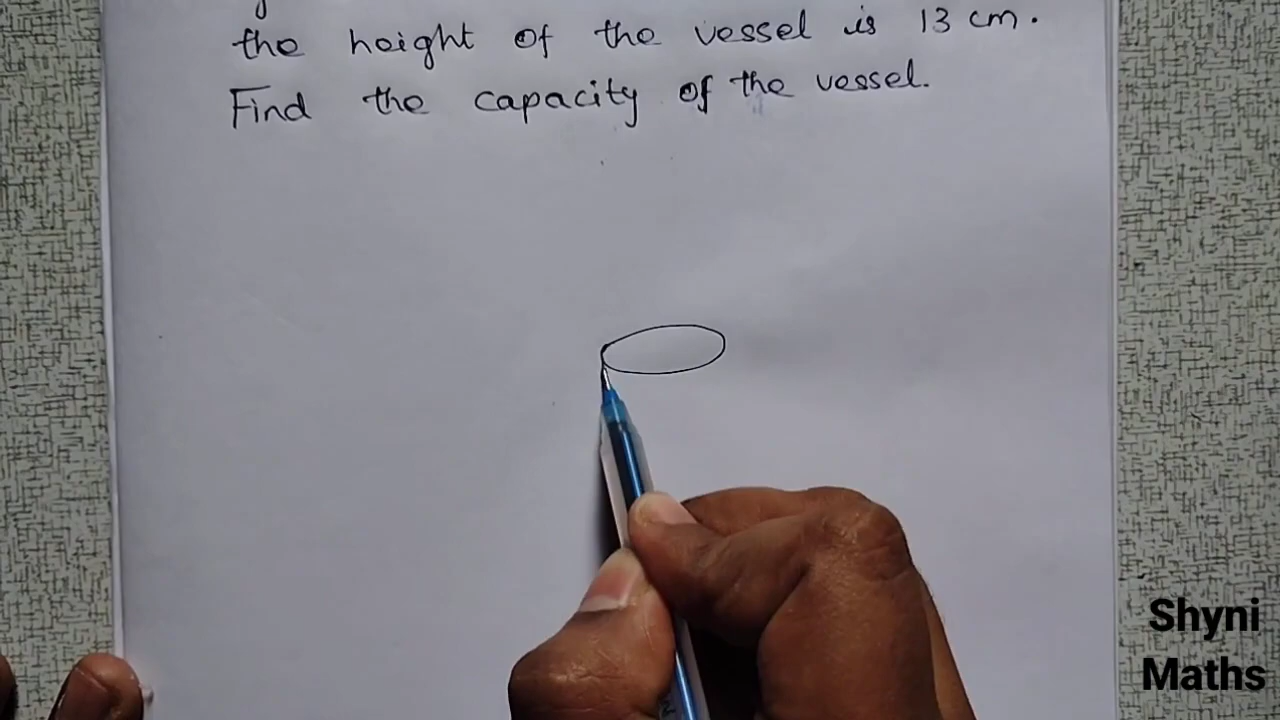 the height of the vessel is 13 cm.
Find the capacity of the vessel.
Shyni
Maths